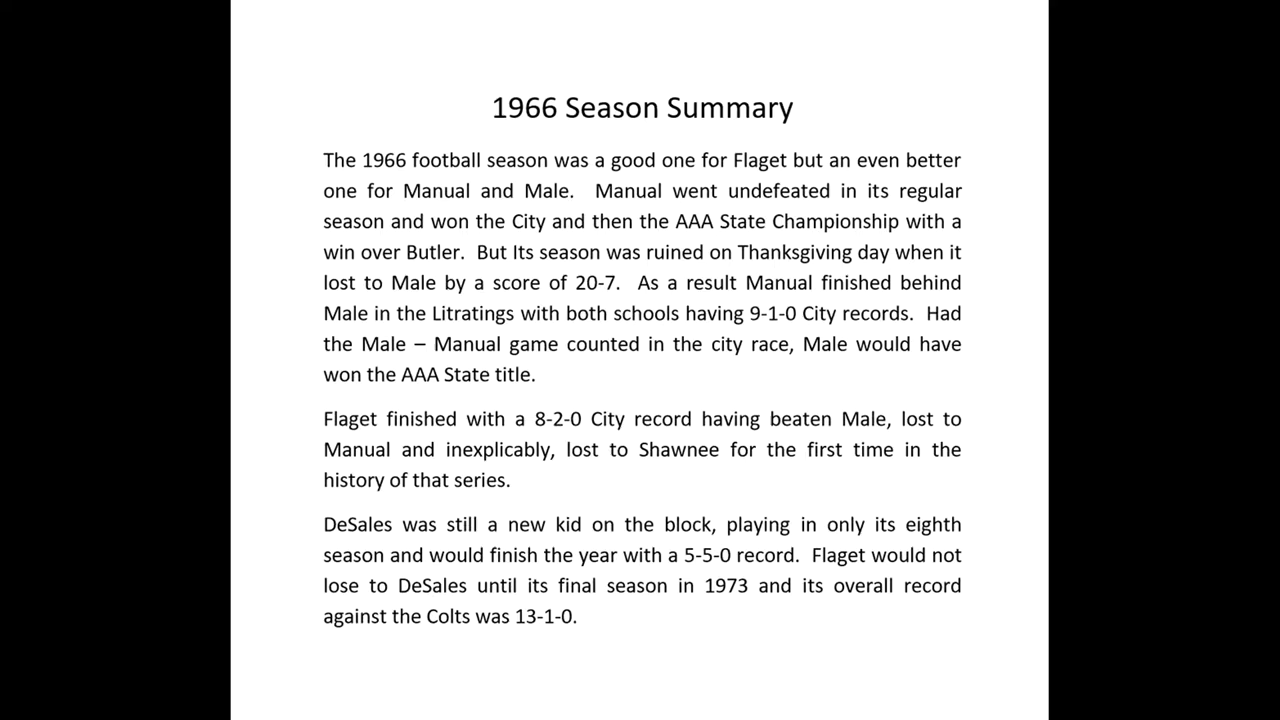 1966 Season Summary
The 1966 football season was a good one for Flaget but an even better
one for Manual and Male.  Manual went undefeated in its regular
season and won the City and then the AAA State Championship with a
win over Butler.  But Its season was ruined on Thanksgiving day when it
lost to Male by a score of 20-7.  As a result Manual finished behind
Male in the Litratings with both schools having 9-1-0 City records.  Had
the Male – Manual game counted in the city race, Male would have
won the AAA State title.
Flaget finished with a 8-2-0 City record having beaten Male, lost to
Manual and inexplicably, lost to Shawnee for the first time in the
history of that series.
DeSales was still a new kid on the block, playing in only its eighth
season and would finish the year with a 5-5-0 record.  Flaget would not
lose to DeSales until its final season in 1973 and its overall record
against the Colts was 13-1-0.